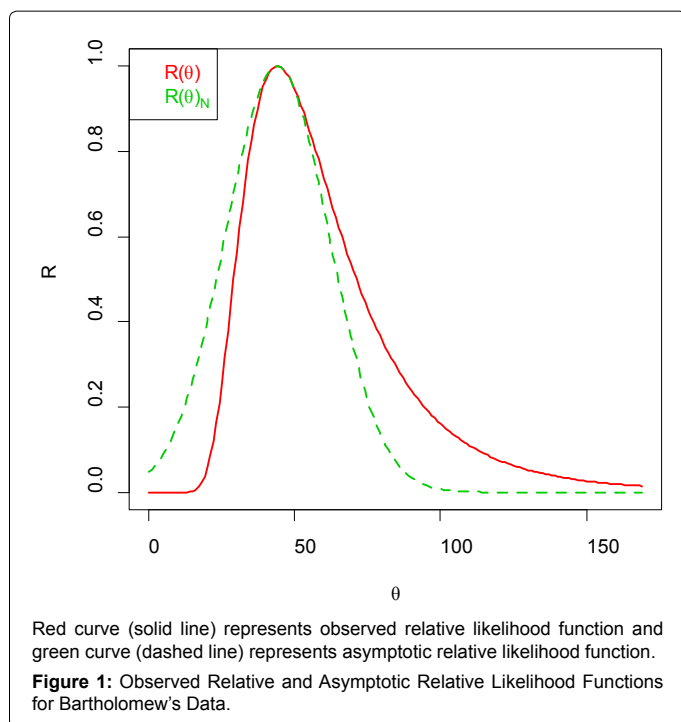 R(θ)
R(θ)N
R
0.0
0.2
0.4
0.6
0.8
1.0
0
50
100
150
θ
Red curve (solid line) represents observed relative likelihood function and
green curve (dashed line) represents asymptotic relative likelihood function.
Figure 1: Observed Relative and Asymptotic Relative Likelihood Functions
for Bartholomew's Data.